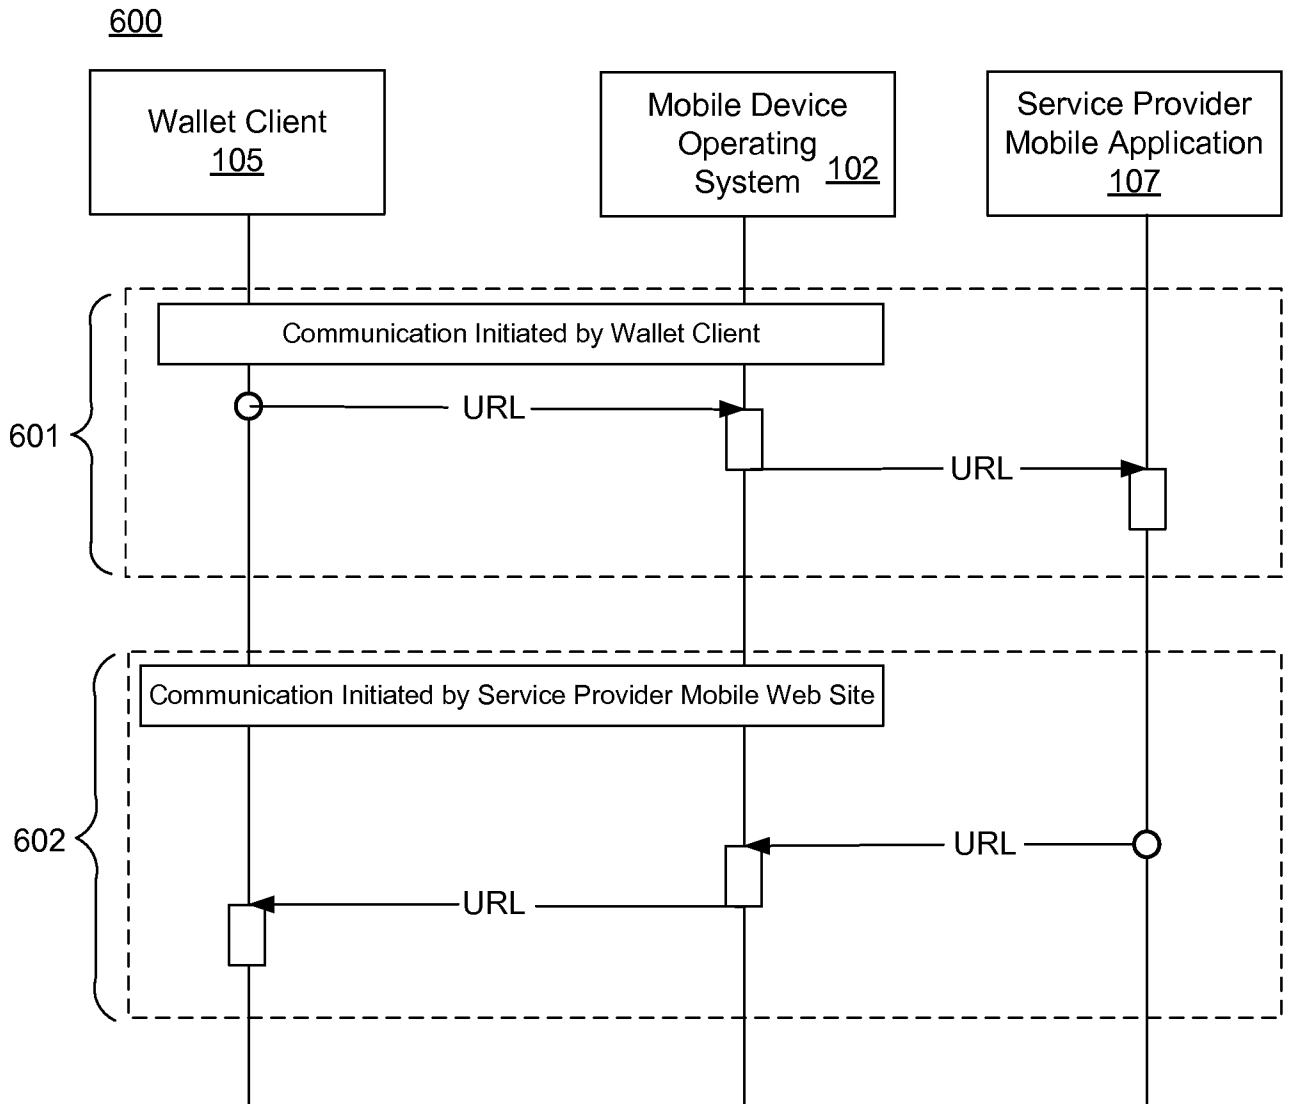 600
Wallet Client
105
Mobile Device
Operating
System 102
Service Provider
Mobile Application
107
601
Communication Initiated by Wallet Client
URL
URL
602
Communication Initiated by Service Provider Mobile Web Site
URL
URL